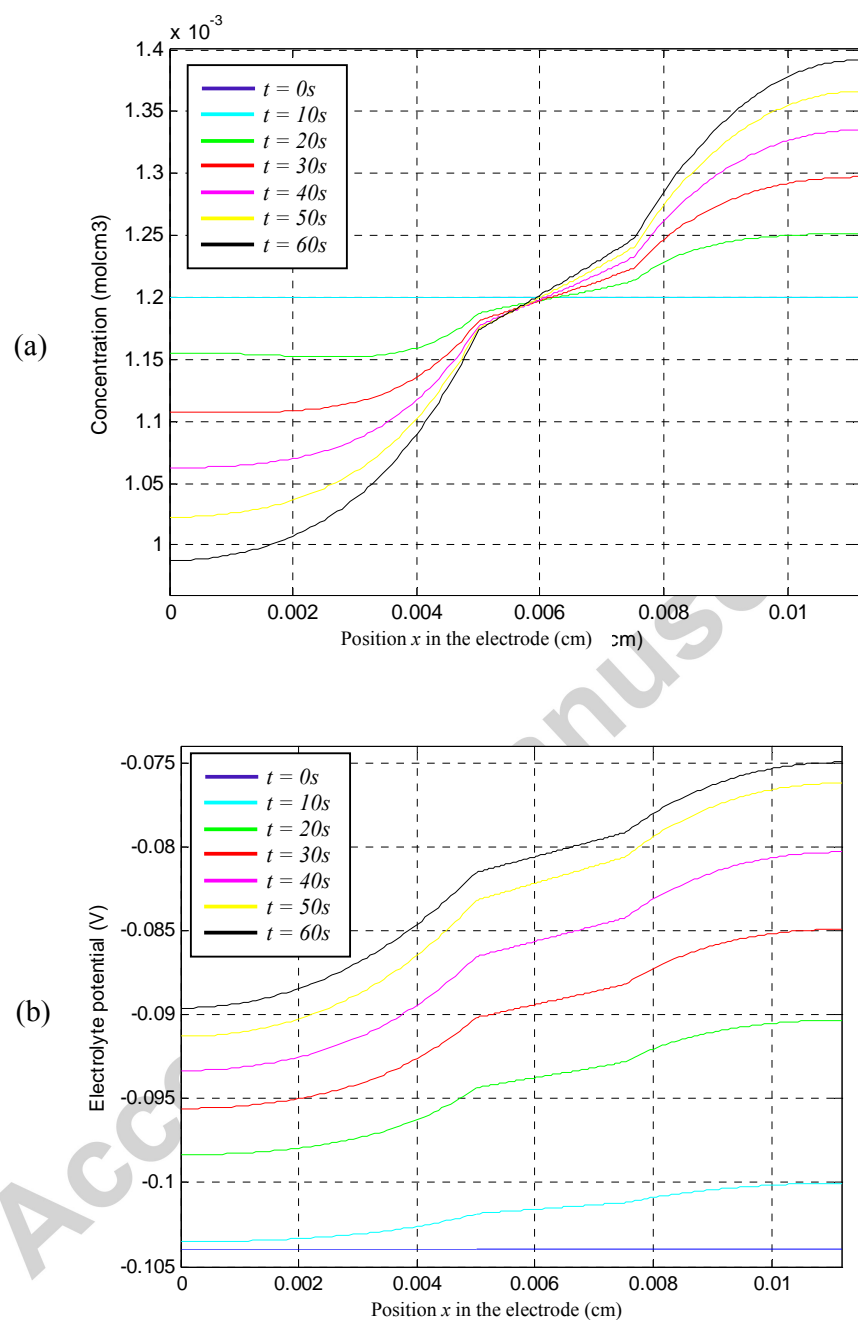 x 10^-3
1.4
1.35
1.3
1.25
1.2
1.15
1.1
1.05
1
t = 0s
t = 10s
t = 20s
t = 30s
t = 40s
t = 50s
t = 60s
Concentration (molcm3)
(a)
0 0.002 0.004 0.006 0.008 0.01
Position x in the electrode (cm) :m)
-0.075
-0.08
-0.085
-0.09
-0.095
-0.1
-0.105
t = 0s
t = 10s
t = 20s
t = 30s
t = 40s
t = 50s
t = 60s
Electrolyte potential (V)
(b)
0 0.002 0.004 0.006 0.008 0.01
Position x in the electrode (cm)